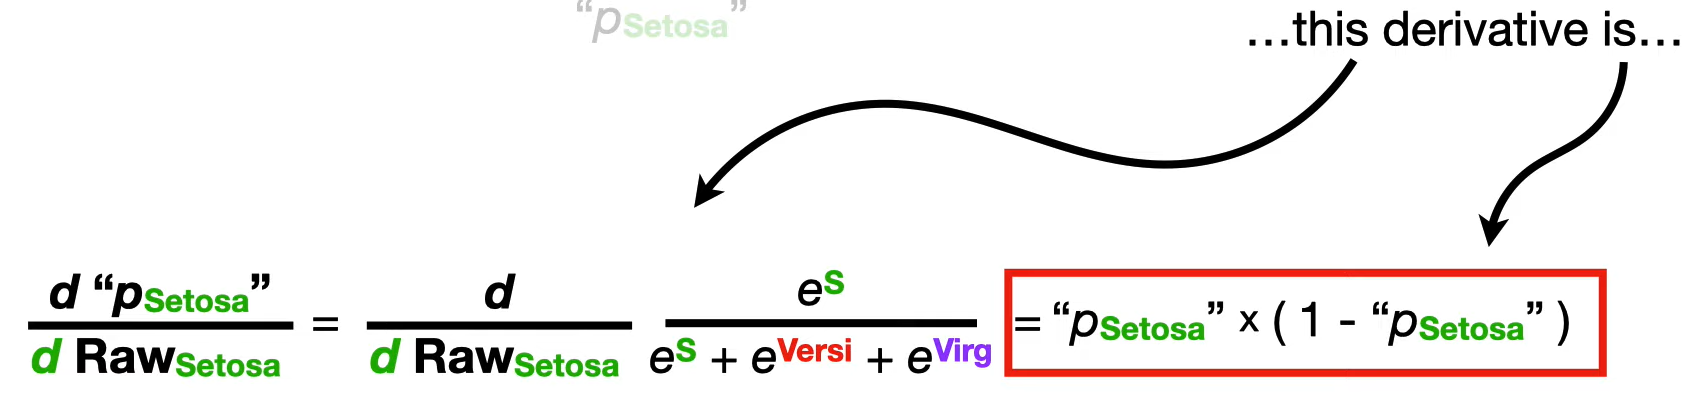 “pSetosa”
...this derivative is...
d “pSetosa” / d RawSetosa = d / d RawSetosa e^S / e^S + e^Versi + e^Virg = “pSetosa” x ( 1 - “pSetosa” )